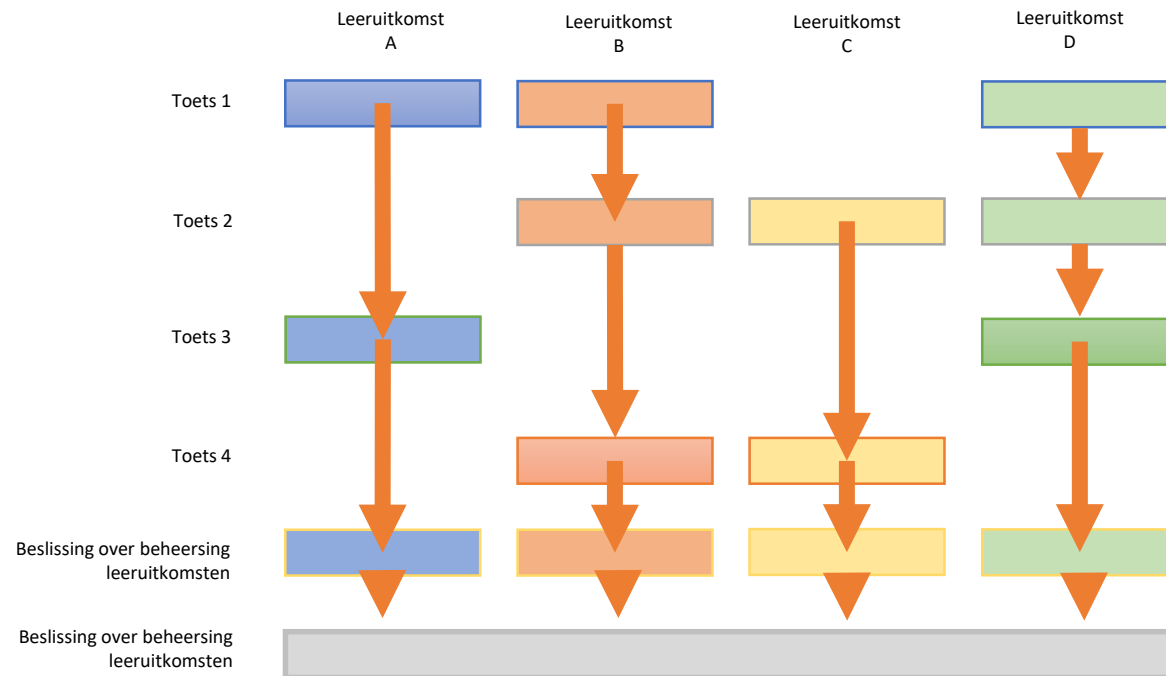 Leeruitkomst
A
Leeruitkomst
B
Leeruitkomst
C
Leeruitkomst
D
Toets 1
Toets 2
Toets 3
Toets 4
Beslissing over beheersing
leeruitkomsten
Beslissing over beheersing
leeruitkomsten